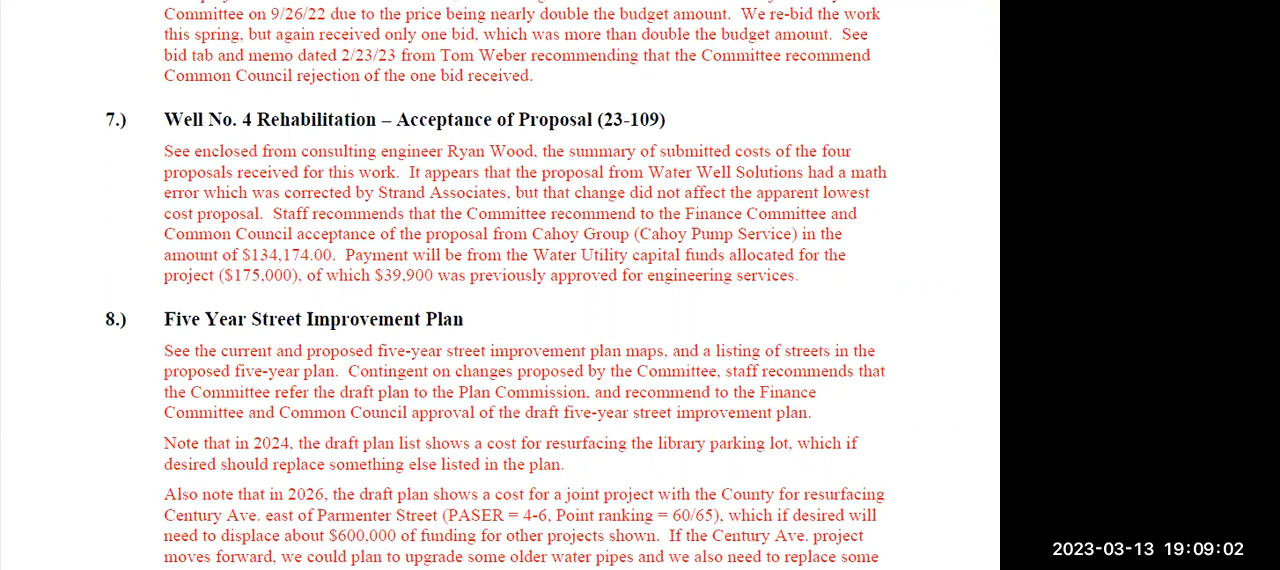 Committee on 9/26/22 due to the price being nearly double the budget amount. We re-bid the work
this spring, but again received only one bid, which was more than double the budget amount. See
bid tab and memo dated 2/23/23 from Tom Weber recommending that the Committee recommend
Common Council rejection of the one bid received.
7.) Well No. 4 Rehabilitation – Acceptance of Proposal (23-109)
See enclosed from consulting engineer Ryan Wood, the summary of submitted costs of the four
proposals received for this work. It appears that the proposal from Water Well Solutions had a math
error which was corrected by Strand Associates, but that change did not affect the apparent lowest
cost proposal. Staff recommends that the Committee recommend to the Finance Committee and
Common Council acceptance of the proposal from Cahoy Group (Cahoy Pump Service) in the
amount of $134,174.00. Payment will be from the Water Utility capital funds allocated for the
project ($175,000), of which $39,900 was previously approved for engineering services.
8.) Five Year Street Improvement Plan
See the current and proposed five-year street improvement plan maps, and a listing of streets in the
proposed five-year plan. Contingent on changes proposed by the Committee, staff recommends that
the Committee refer the draft plan to the Plan Commission, and recommend to the Finance
Committee and Common Council approval of the draft five-year street improvement plan.
Note that in 2024, the draft plan list shows a cost for resurfacing the library parking lot, which if
desired should replace something else listed in the plan.
Also note that in 2026, the draft plan shows a cost for a joint project with the County for resurfacing
Century Ave. east of Parmenter Street (PASER = 4-6, Point ranking = 60/65), which if desired will
need to displace about $600,000 of funding for other projects shown. If the Century Ave. project
moves forward, we could plan to upgrade some older water pipes and we also need to replace some
2023-03-13 19:09:02